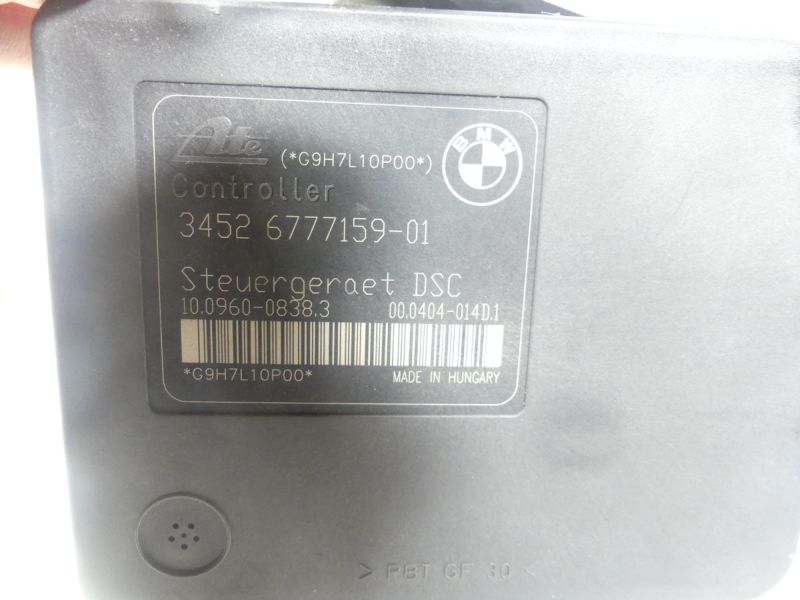 Ate (*G9H7L10P00*) BMW
Controller
3452 6777159-01
Steuergeraet DSC
10.0960-0838.3 00.0404-014D.1
*G9H7L10P00* MADE IN HUNGARY
> PBT GF 30 <